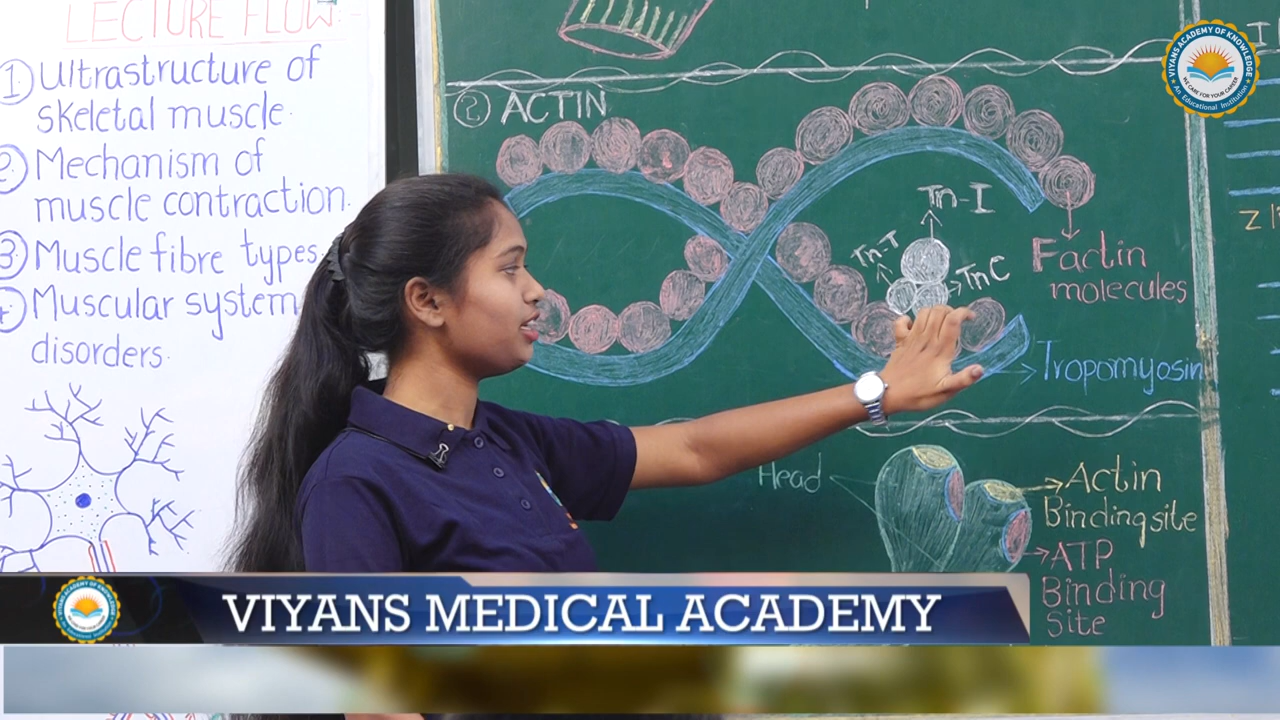 LECTURE FLOW:-
① Ultrastructure of
skeletal muscle.
② Mechanism of
muscle contraction.
③ Muscle fibre types.
④ Muscular system
disorders.
② ACTIN
Tn-I
Tn-T
TnC
Factin
molecules
Tropomyosin
Head
Actin
Binding site
ATP
Binding
Site
VIYANS ACADEMY OF KNOWLEDGE
WE CARE FOR YOUR CAREER
An Educational Institution
VIYANS MEDICAL ACADEMY